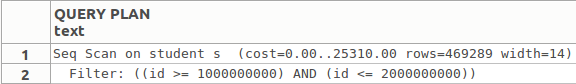 QUERY PLAN
text
1 Seq Scan on student s  (cost=0.00..25310.00 rows=469289 width=14)
2   Filter: ((id >= 1000000000) AND (id <= 2000000000))